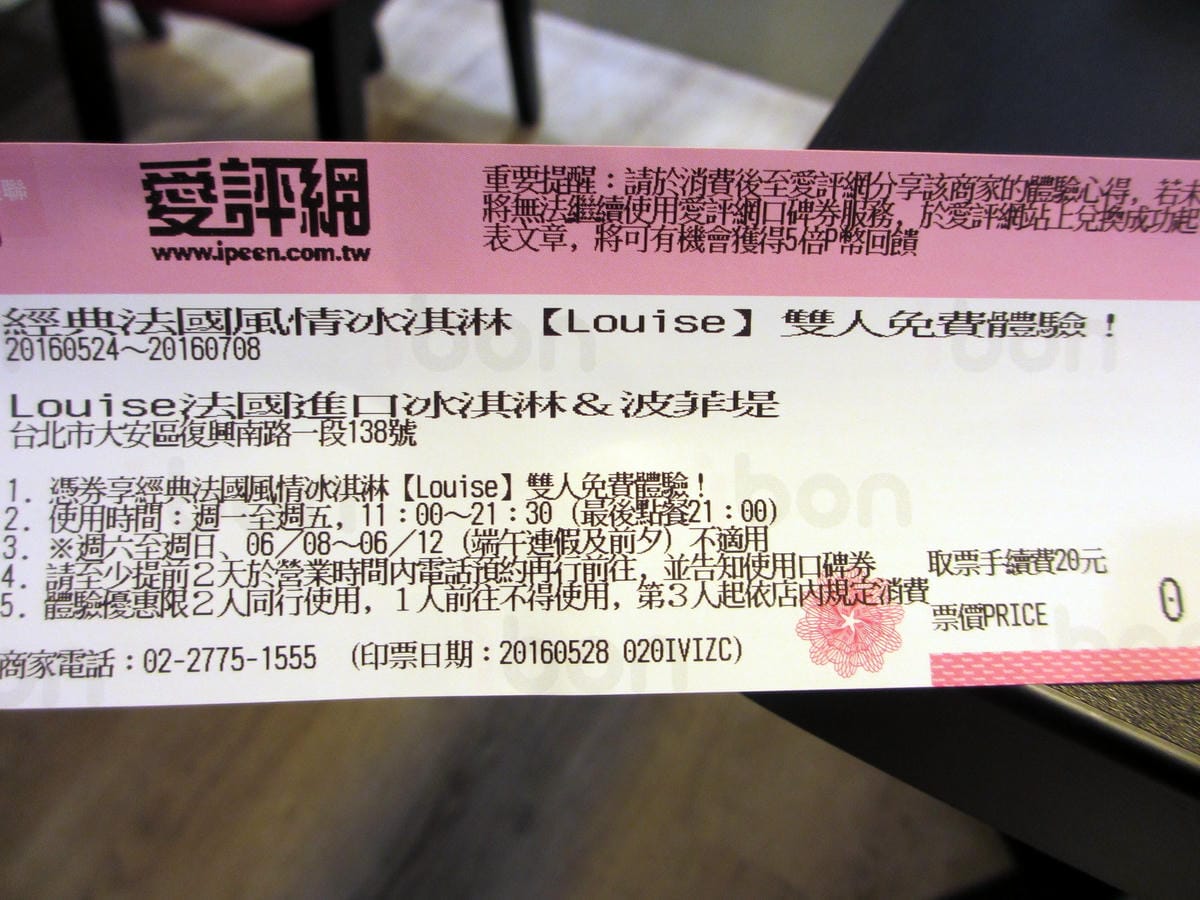 愛評網
www.ipeen.com.tw
重要提醒：請於消費後至愛評網分享該商家的體驗心得，若未
將無法繼續使用愛評網口碑券服務，於愛評網站上兌換成功起
表文章，將可有機會獲得5倍P幣回饋
經典法國風情冰淇淋【Louise】雙人免費體驗！
20160524～20160708
Louise法國進口冰淇淋＆波菲堤
台北市大安區復興南路一段138號
1. 憑券享經典法國風情冰淇淋【Louise】雙人免費體驗！
2. 使用時間：週一至週五，11：00～21：30（最後點餐21：00）
3. ※週六至週日、06／08～06／12（端午連假及前夕）不適用
4. 請至少提前２天於營業時間內電話預約再行前往，並告知使用口碑券
5. 體驗優惠限２人同行使用，１人前往不得使用，第３人起依店內規定消費
商家電話：02-2775-1555 （印票日期：20160528 020IVIZC）
取票手續費20元
票價PRICE 0